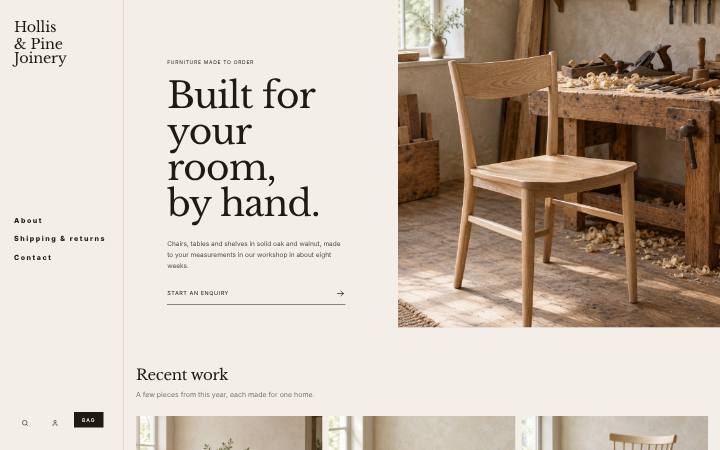 Hollis
& Pine
Joinery
About
Shipping & returns
Contact
BAG
FURNITURE MADE TO ORDER
Built for
your
room,
by hand.
Chairs, tables and shelves in solid oak and walnut, made
to your measurements in our workshop in about eight
weeks.
START AN ENQUIRY
Recent work
A few pieces from this year, each made for one home.